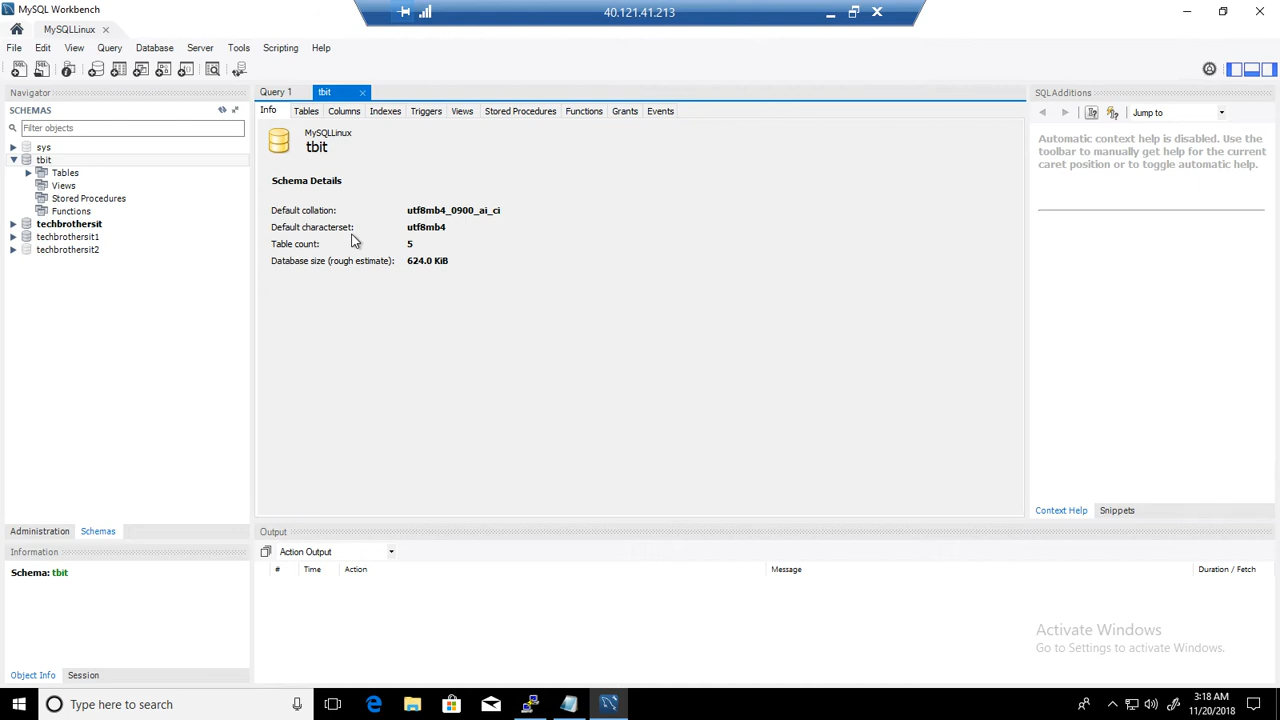 MySQL Workbench
40.121.41.213
MySQLLinux
File Edit View Query Database Server Tools Scripting Help
Navigator
SCHEMAS
Filter objects
sys
tbit
Tables
Views
Stored Procedures
Functions
techbrothersit
techbrothersit1
techbrothersit2
Administration Schemas
Information
Schema: tbit
Object Info Session
Query 1 tbit
Info Tables Columns Indexes Triggers Views Stored Procedures Functions Grants Events
MySQLLinux
tbit
Schema Details
Default collation: utf8mb4_0900_ai_ci
Default characterset: utf8mb4
Table count: 5
Database size (rough estimate): 624.0 KiB
SQLAdditions
Jump to
Automatic context help is disabled. Use the
toolbar to manually get help for the current
caret position or to toggle automatic help.
Context Help Snippets
Output
Action Output
# Time Action Message Duration / Fetch
Activate Windows
Go to Settings to activate Windows.
Type here to search
3:18 AM
11/20/2018